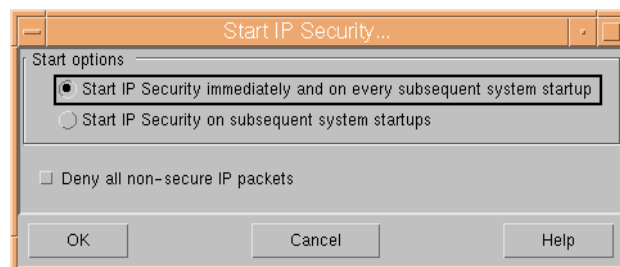 Start IP Security...
Start options
Start IP Security immediately and on every subsequent system startup
Start IP Security on subsequent system startups
Deny all non-secure IP packets
OK Cancel Help